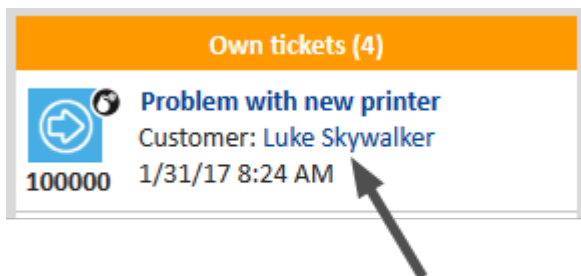 Own tickets (4)
Problem with new printer
Customer: Luke Skywalker
1/31/17 8:24 AM
100000